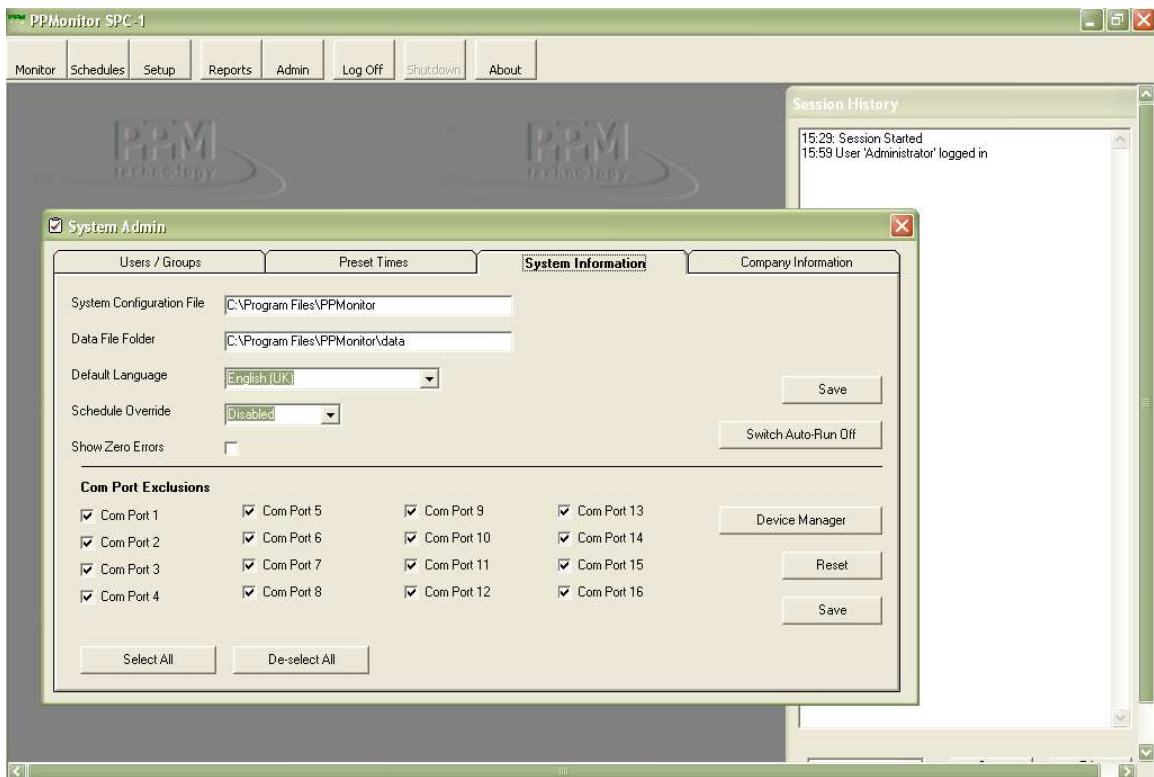 PPMonitor SPC-1
Monitor Schedules Setup Reports Admin Log Off Shutdown About
PPM technology PPM technology
Session History
15:29: Session Started
15:59 User 'Administrator' logged in
System Admin
Users / Groups Preset Times System Information Company Information
System Configuration File C:\Program Files\PPMonitor
Data File Folder C:\Program Files\PPMonitor\data
Default Language English (UK)
Save
Schedule Override Disabled
Switch Auto-Run Off
Show Zero Errors
Com Port Exclusions
Com Port 1 Com Port 5 Com Port 9 Com Port 13
Device Manager
Com Port 2 Com Port 6 Com Port 10 Com Port 14
Com Port 3 Com Port 7 Com Port 11 Com Port 15
Reset
Com Port 4 Com Port 8 Com Port 12 Com Port 16
Save
Select All De-select All